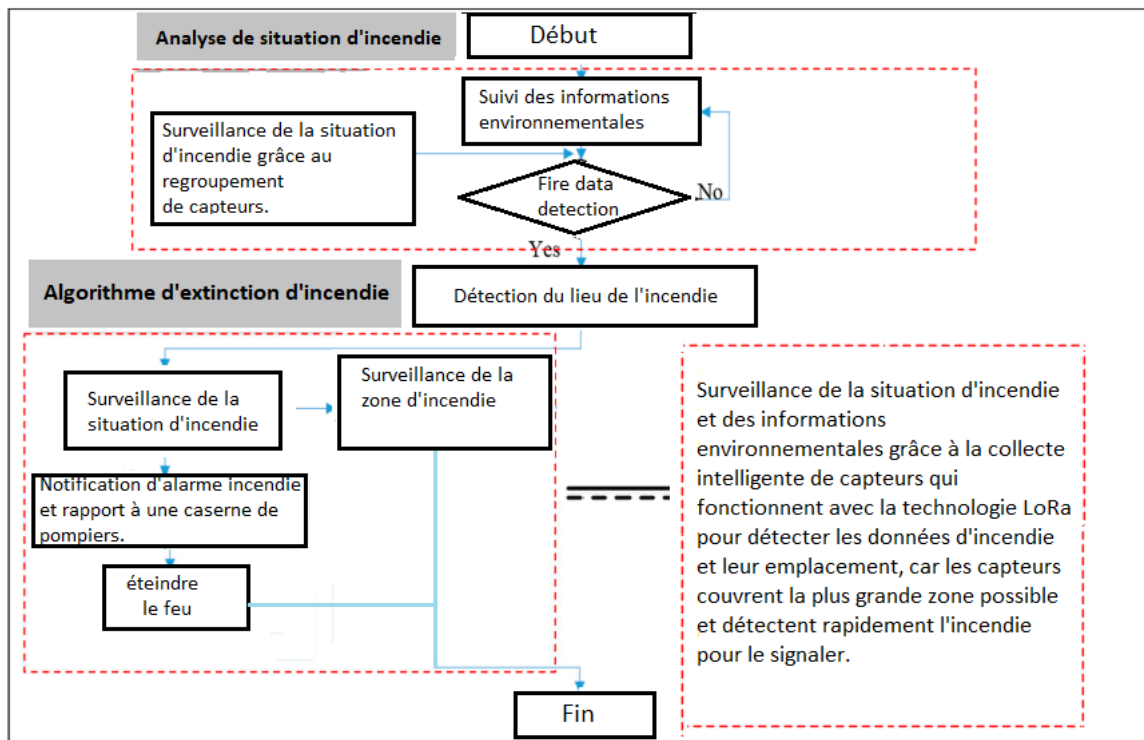 Analyse de situation d'incendie
Début
Suivi des informations
environnementales
Surveillance de la situation
d'incendie grâce au
regroupement
de capteurs.
Fire data
detection
No
Yes
Algorithme d'extinction d'incendie
Détection du lieu de l'incendie
Surveillance de la
situation d'incendie
Surveillance de la
zone d'incendie
Notification d'alarme incendie
et rapport à une caserne de
pompiers.
éteindre
le feu
Surveillance de la situation d'incendie
et des informations
environnementales grâce à la collecte
intelligente de capteurs qui
fonctionnent avec la technologie LoRa
pour détecter les données d'incendie
et leur emplacement, car les capteurs
couvrent la plus grande zone possible
et détectent rapidement l'incendie
pour le signaler.
Fin